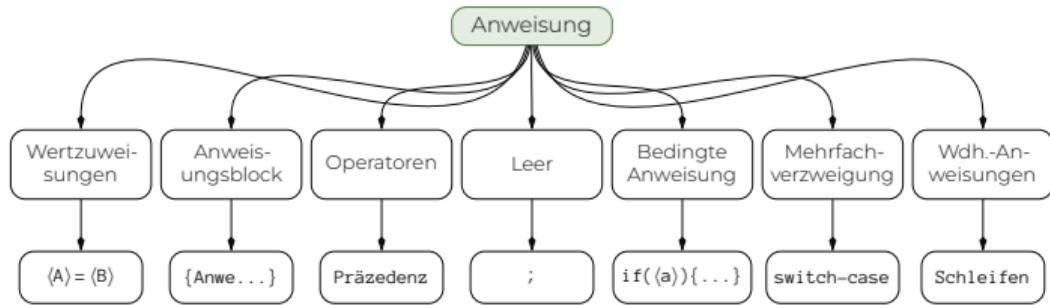 Anweisung
Wertzuwei-
sungen
Anweis-
ungsblock
Operatoren
Leer
Bedingte
Anweisung
Mehrfach-
verzweigung
Wdh.-An-
weisungen
⟨A⟩ = ⟨B⟩
{Anwe...}
Präzedenz
;
if(⟨a⟩){...}
switch-case
Schleifen